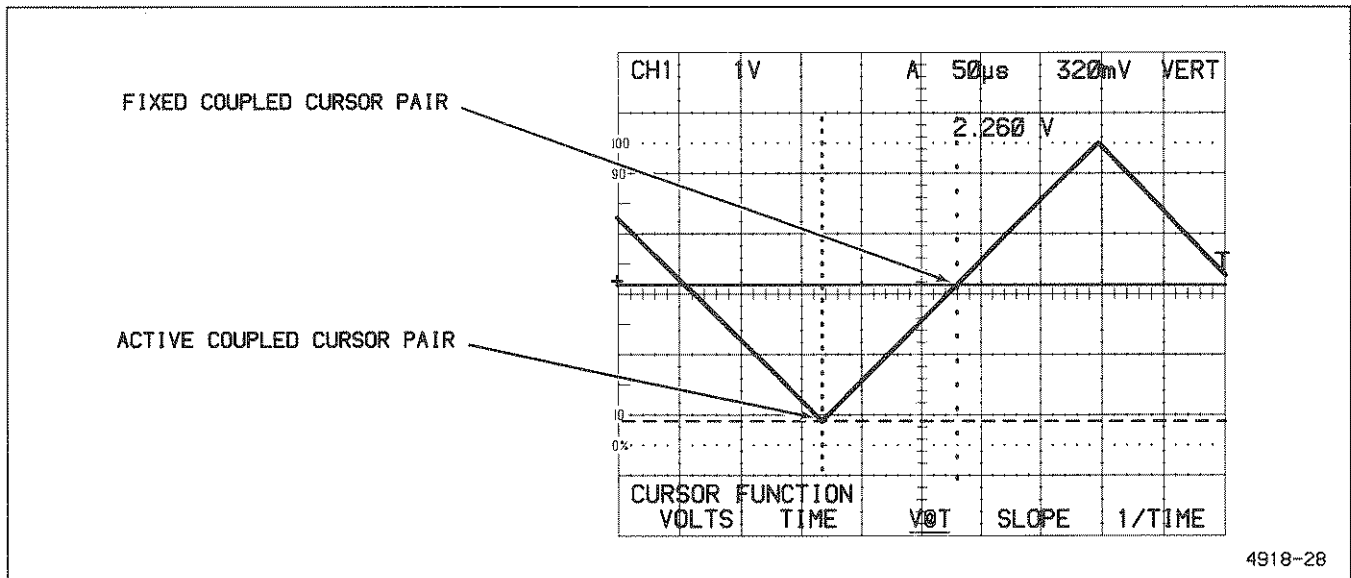 CH1 1V A 50µs 320mV VERT
FIXED COUPLED CURSOR PAIR
2.260 V
100
90
T
+
ACTIVE COUPLED CURSOR PAIR
10
0%
CURSOR FUNCTION
VOLTS TIME V@T SLOPE 1/TIME
4918-28